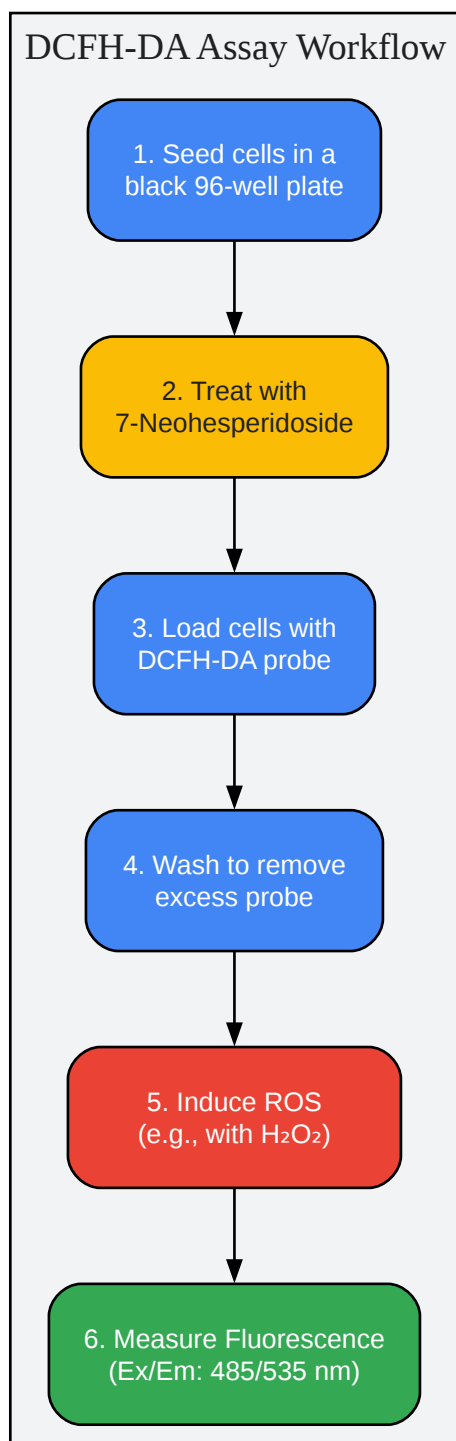 DCFH-DA Assay Workflow
1. Seed cells in a
black 96-well plate
2. Treat with
7-Neohesperidoside
3. Load cells with
DCFH-DA probe
4. Wash to remove
excess probe
5. Induce ROS
(e.g., with H₂O₂)
6. Measure Fluorescence
(Ex/Em: 485/535 nm)